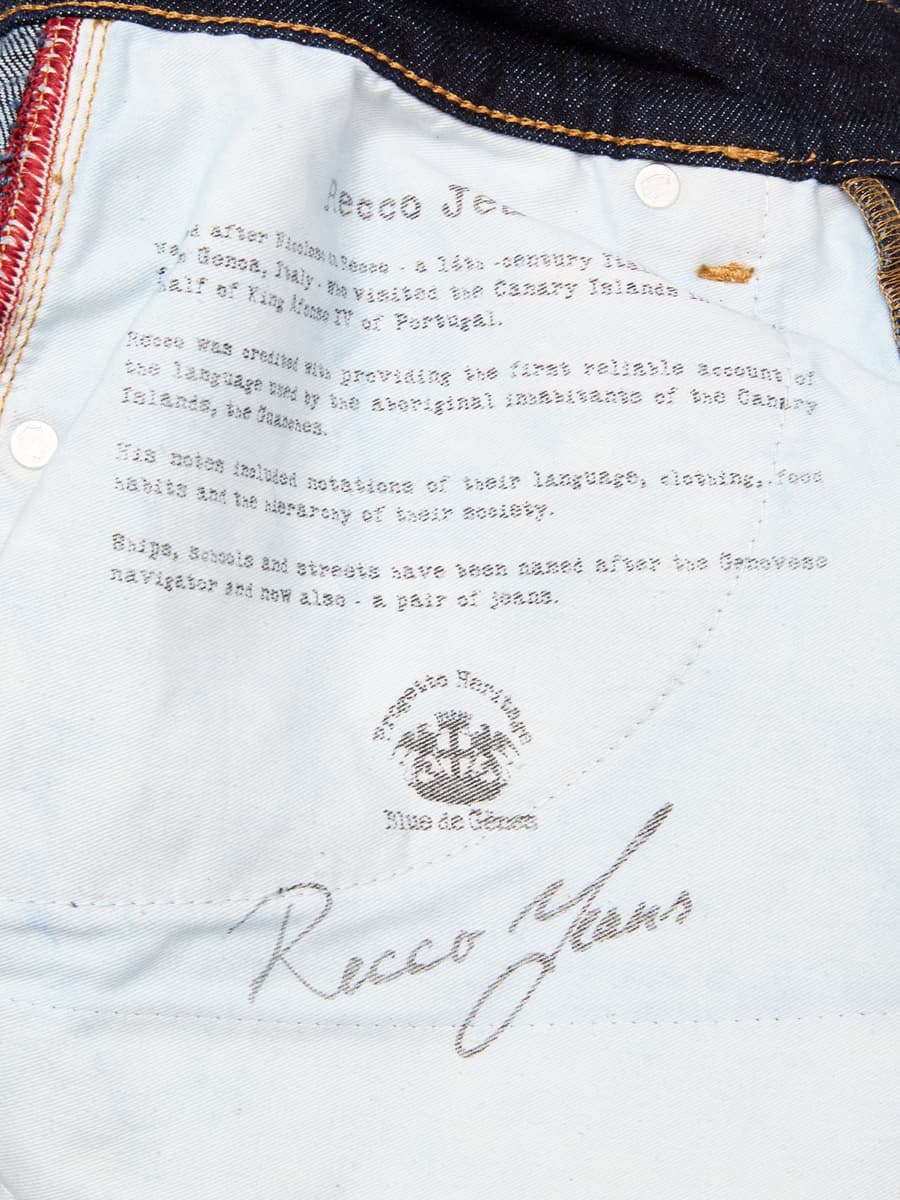 Recco Je
d after Nicoloso da Recco - a 14th -century Ita
Genoa, Italy - who visited the Canary Islands
half of King Afonso IV of Portugal.
Recco was credited with providing the first reliable account of
the language used by the aboriginal inhabitants of the Canary
Islands, the Guanches.
His notes included notations of their language, clothing, food
habits and the hierarchy of their society.
Ships, schools and streets have been named after the Genovese
navigator and now also - a pair of jeans.
Progetto Heritage
Blue de Gênes
Recco Jeans